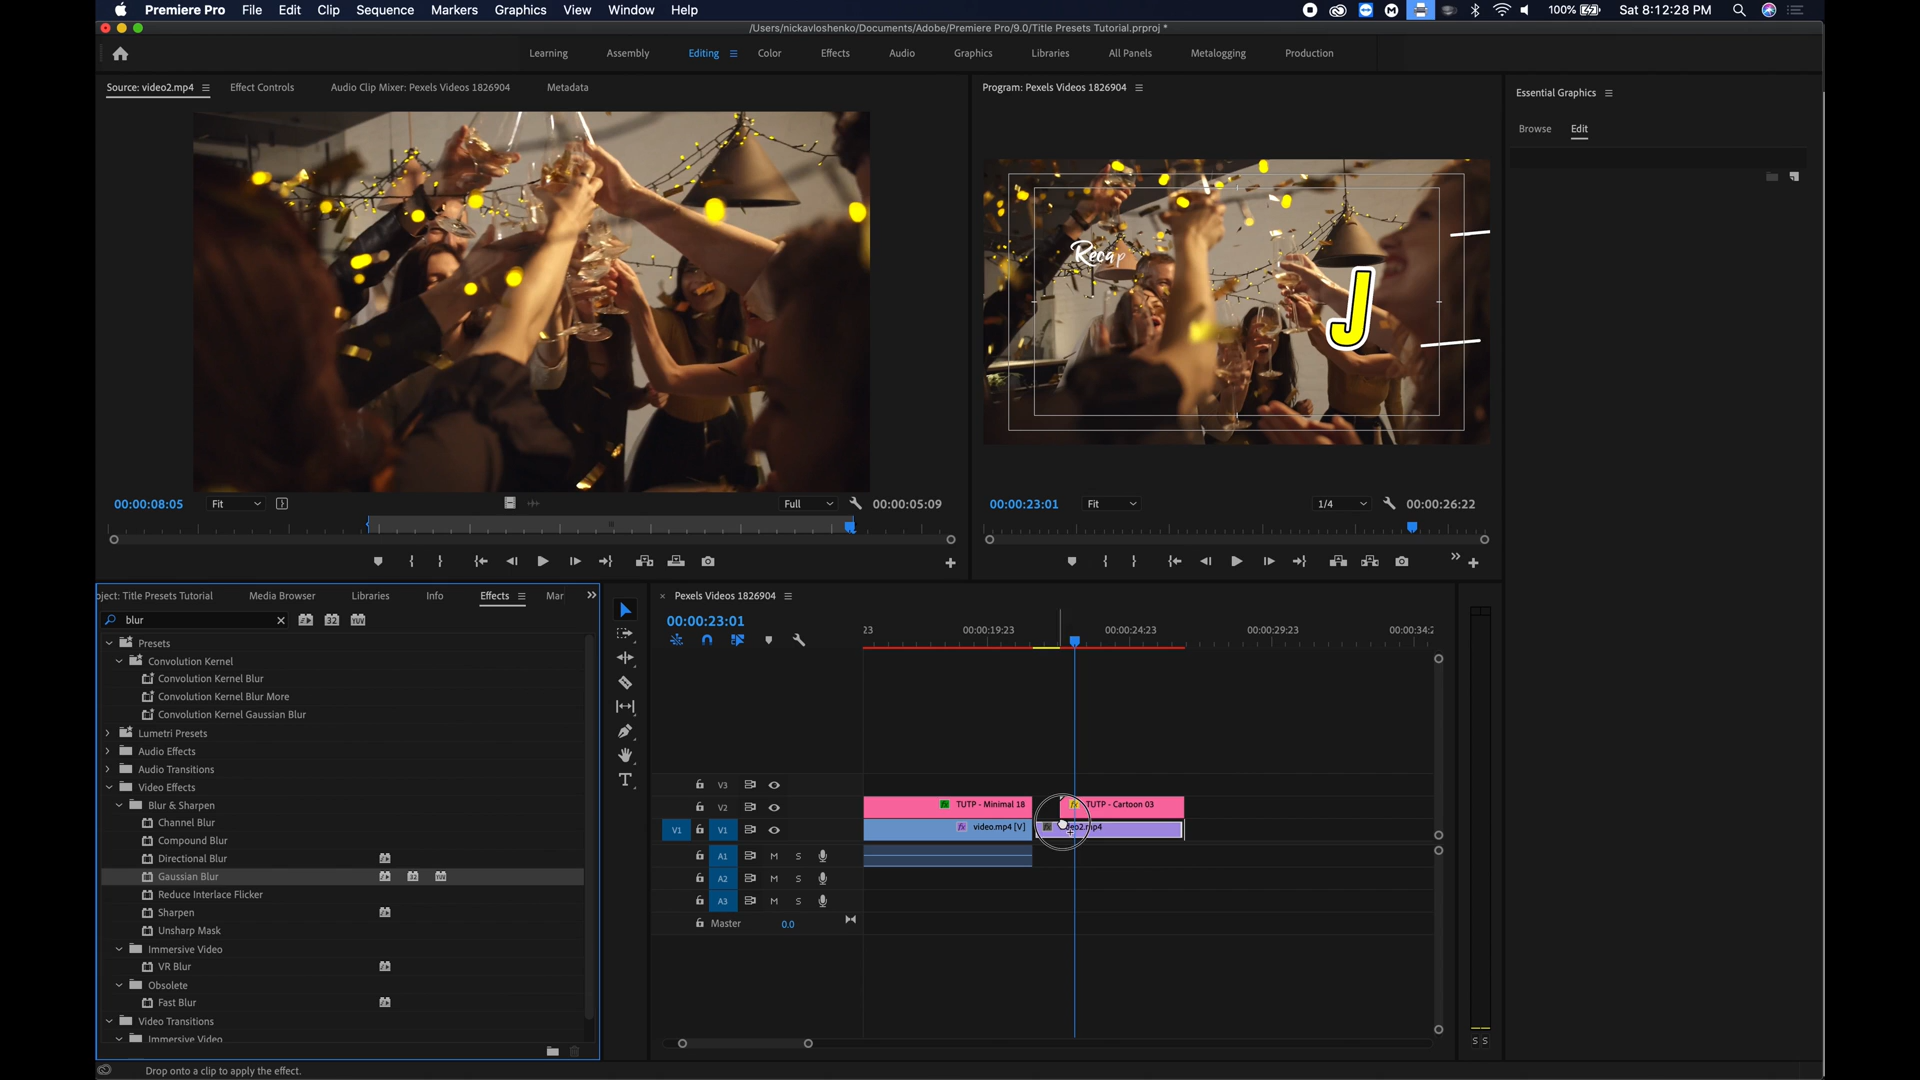 Premiere Pro File Edit Clip Sequence Markers Graphics View Window Help 100% Sat 8:12:28 PM
/Users/nickavloshenko/Documents/Adobe/Premiere Pro/9.0/Title Presets Tutorial.prproj *
Learning Assembly Editing Color Effects Audio Graphics Libraries All Panels Metalogging Production
Source: video2.mp4 Effect Controls Audio Clip Mixer: Pexels Videos 1826904 Metadata
Program: Pexels Videos 1826904
Essential Graphics
Browse Edit
Recap
J
00:00:08:05 Fit Full 00:00:05:09
00:00:23:01 Fit 1/4 00:00:26:22
oject: Title Presets Tutorial Media Browser Libraries Info Effects Mar
blur
Presets
Convolution Kernel
Convolution Kernel Blur
Convolution Kernel Blur More
Convolution Kernel Gaussian Blur
Lumetri Presets
Audio Effects
Audio Transitions
Video Effects
Blur & Sharpen
Channel Blur
Compound Blur
Directional Blur
Gaussian Blur
Reduce Interlace Flicker
Sharpen
Unsharp Mask
Immersive Video
VR Blur
Obsolete
Fast Blur
Video Transitions
Immersive Video
Drop onto a clip to apply the effect.
Pexels Videos 1826904
00:00:23:01
23 00:00:19:23 00:00:24:23 00:00:29:23 00:00:34:2
V3
V2 TUTP - Minimal 18 TUTP - Cartoon 03
V1 V1 video.mp4 [V] deo2.mp4
A1 M S
A2 M S
A3 M S
Master 0.0
S S